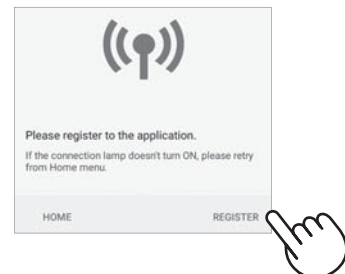 Please register to the application.
If the connection lamp doesn't turn ON, please retry
from Home menu.
HOME REGISTER